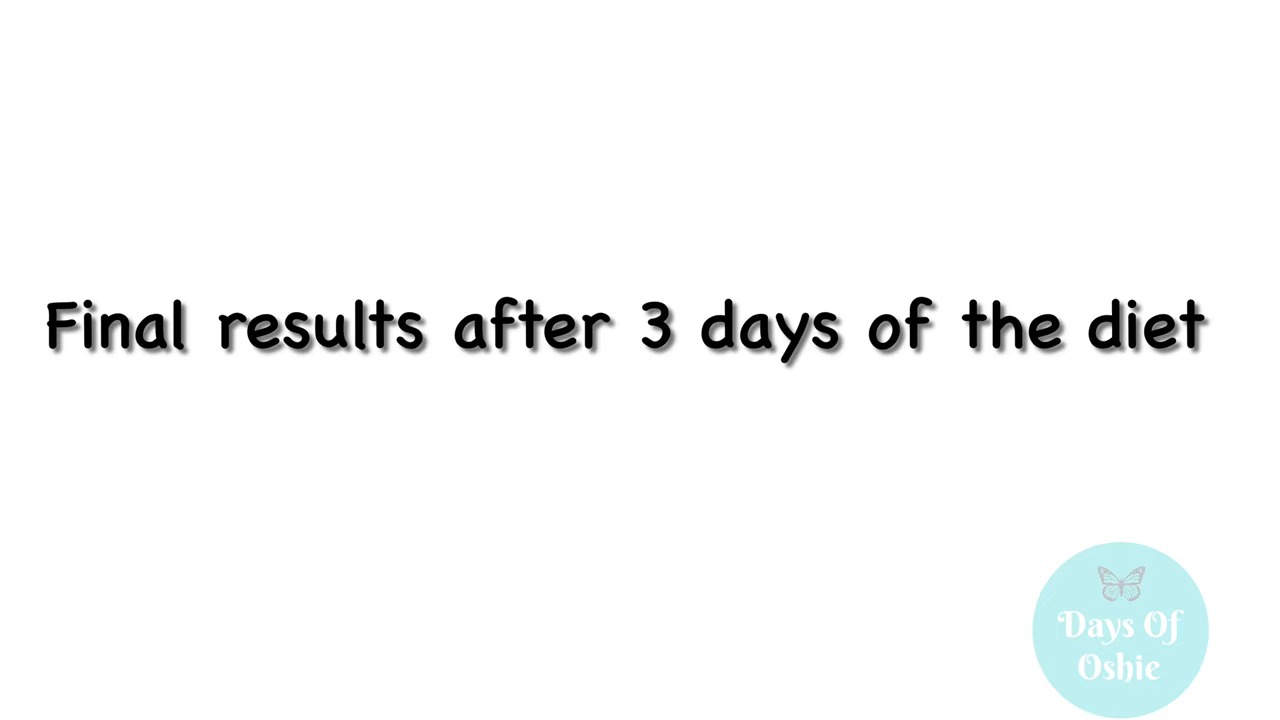 Final results after 3 days of the diet
Days Of
Oshie